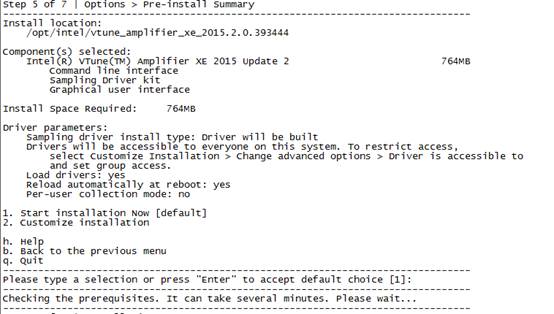 Step 5 of 7 | Options > Pre-install Summary
--------------------------------------------------------------------------------
Install location:
    /opt/intel/vtune_amplifier_xe_2015.2.0.393444

Component(s) selected:
    Intel(R) VTune(TM) Amplifier XE 2015 Update 2                          764MB
        Command line interface
        Sampling Driver kit
        Graphical user interface

Install Space Required:     764MB

Driver parameters:
    Sampling driver install type: Driver will be built
    Drivers will be accessible to everyone on this system. To restrict access,
        select Customize Installation > Change advanced options > Driver is accessible to
        and set group access.
    Load drivers: yes
    Reload automatically at reboot: yes
    Per-user collection mode: no

1. Start installation Now [default]
2. Customize installation

h. Help
b. Back to the previous menu
q. Quit
--------------------------------------------------------------------------------
Please type a selection or press "Enter" to accept default choice [1]:
--------------------------------------------------------------------------------
Checking the prerequisites. It can take several minutes. Please wait...
--------------------------------------------------------------------------------